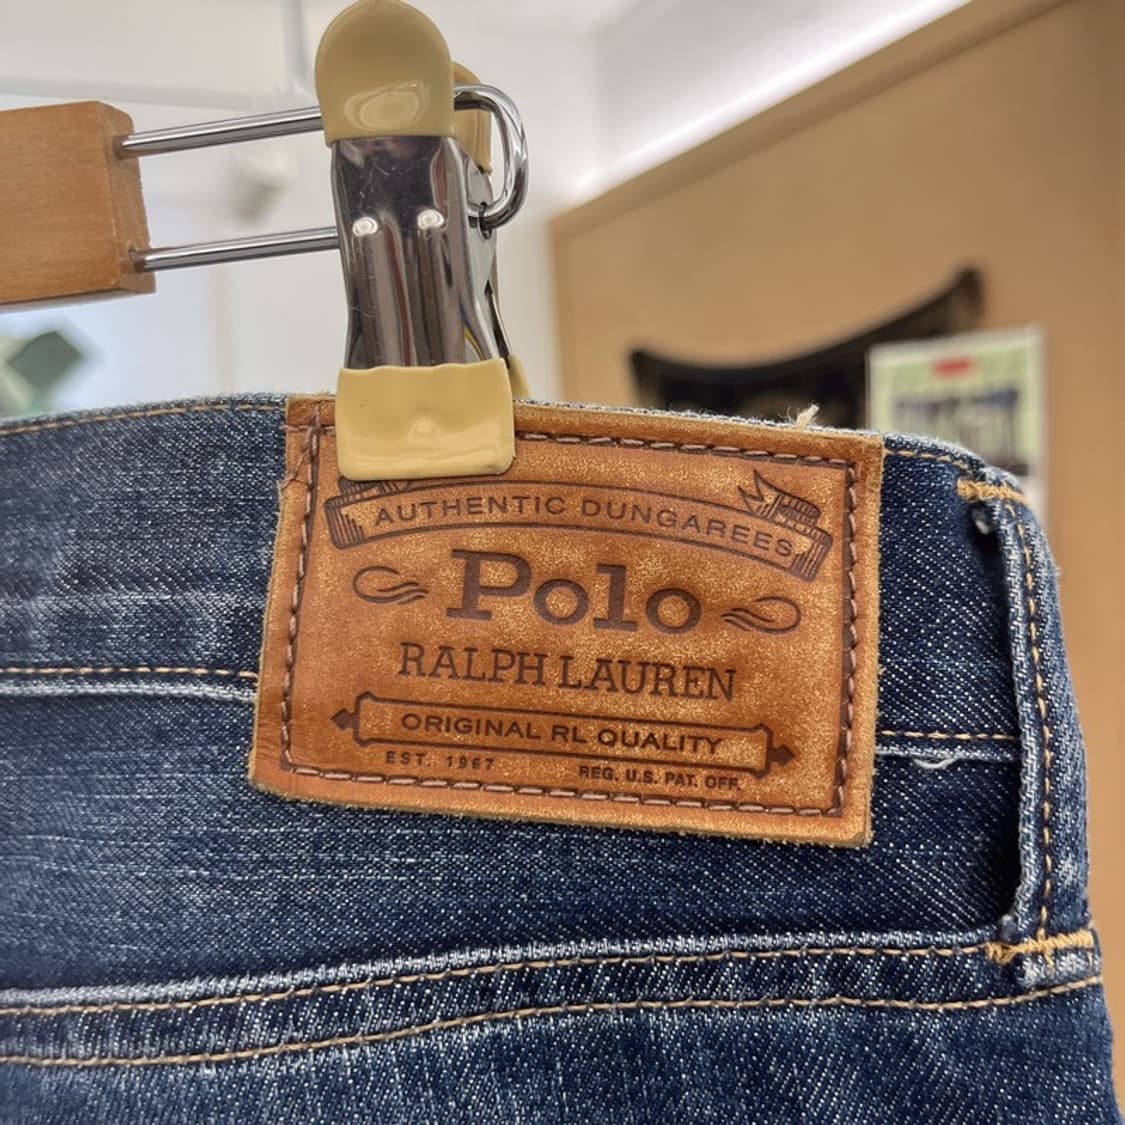 AUTHENTIC DUNGAREES
Polo
RALPH LAUREN
ORIGINAL RL QUALITY
EST. 1967 REG. U.S. PAT. OFF.